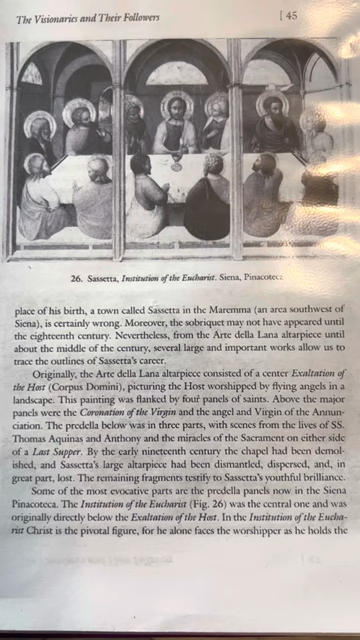 The Visionaries and Their Followers [ 45
26. Sassetta, Institution of the Eucharist. Siena, Pinacoteca
place of his birth, a town called Sassetta in the Maremma (an area southwest of
Siena), is certainly wrong. Moreover, the sobriquet may not have appeared until
the eighteenth century. Nevertheless, from the Arte della Lana altarpiece until
about the middle of the century, several large and important works allow us to
trace the outlines of Sassetta's career.
Originally, the Arte della Lana altarpiece consisted of a center Exaltation of
the Host (Corpus Domini), picturing the Host worshipped by flying angels in a
landscape. This painting was flanked by four panels of saints. Above the major
panels were the Coronation of the Virgin and the angel and Virgin of the Annun-
ciation. The predella below was in three parts, with scenes from the lives of SS.
Thomas Aquinas and Anthony and the miracles of the Sacrament on either side
of a Last Supper. By the early nineteenth century the chapel had been demol-
ished, and Sassetta's large altarpiece had been dismantled, dispersed, and, in
great part, lost. The remaining fragments testify to Sassetta's youthful brilliance.
Some of the most evocative parts are the predella panels now in the Siena
Pinacoteca. The Institution of the Eucharist (Fig. 26) was the central one and was
originally directly below the Exaltation of the Host. In the Institution of the Eucha-
rist Christ is the pivotal figure, for he alone faces the worshipper as he holds the